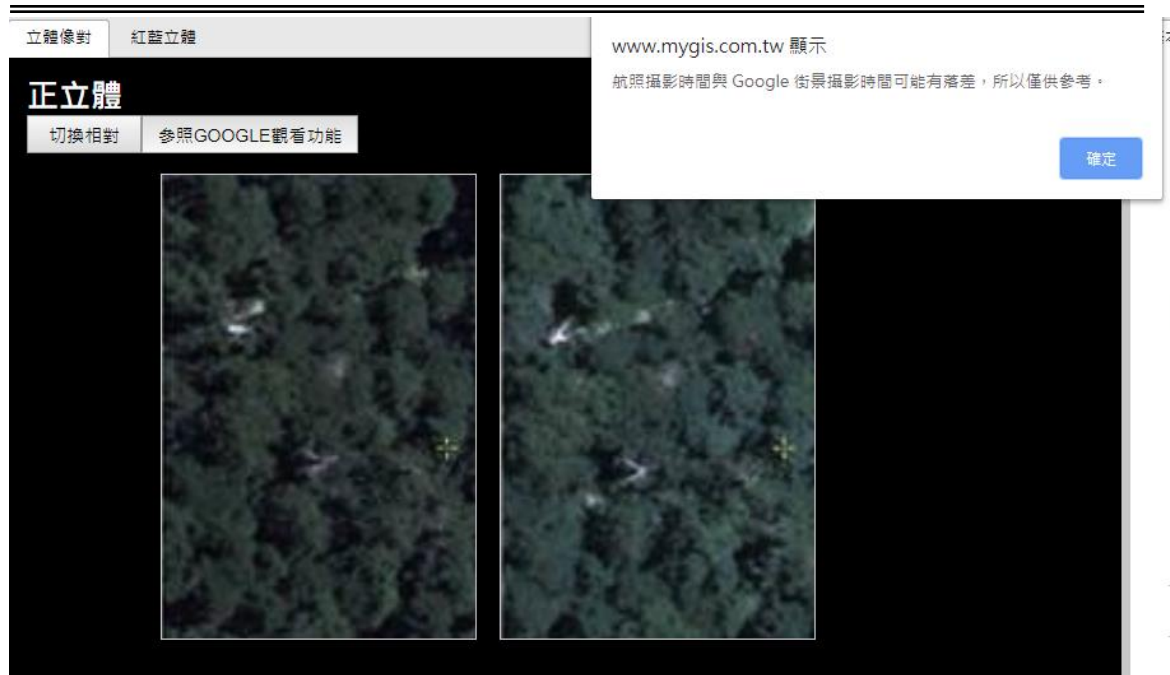 立體像對 紅藍立體
www.mygis.com.tw 顯示
航照攝影時間與 Google 街景攝影時間可能有落差，所以僅供參考。
確定
正立體
切換相對 參照GOOGLE觀看功能